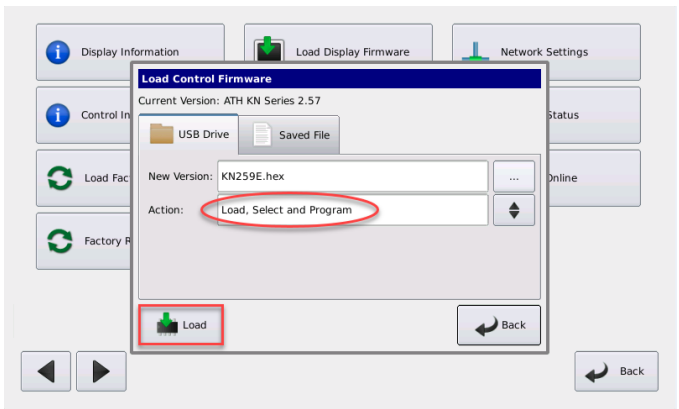 Display Information
Load Display Firmware
Network Settings
Load Control Firmware
Current Version: ATH KN Series 2.57
Control In
Status
USB Drive
Saved File
Load Fac
New Version:
KN259E.hex
...
Online
Action:
Load, Select and Program
Factory R
Load
Back
Back